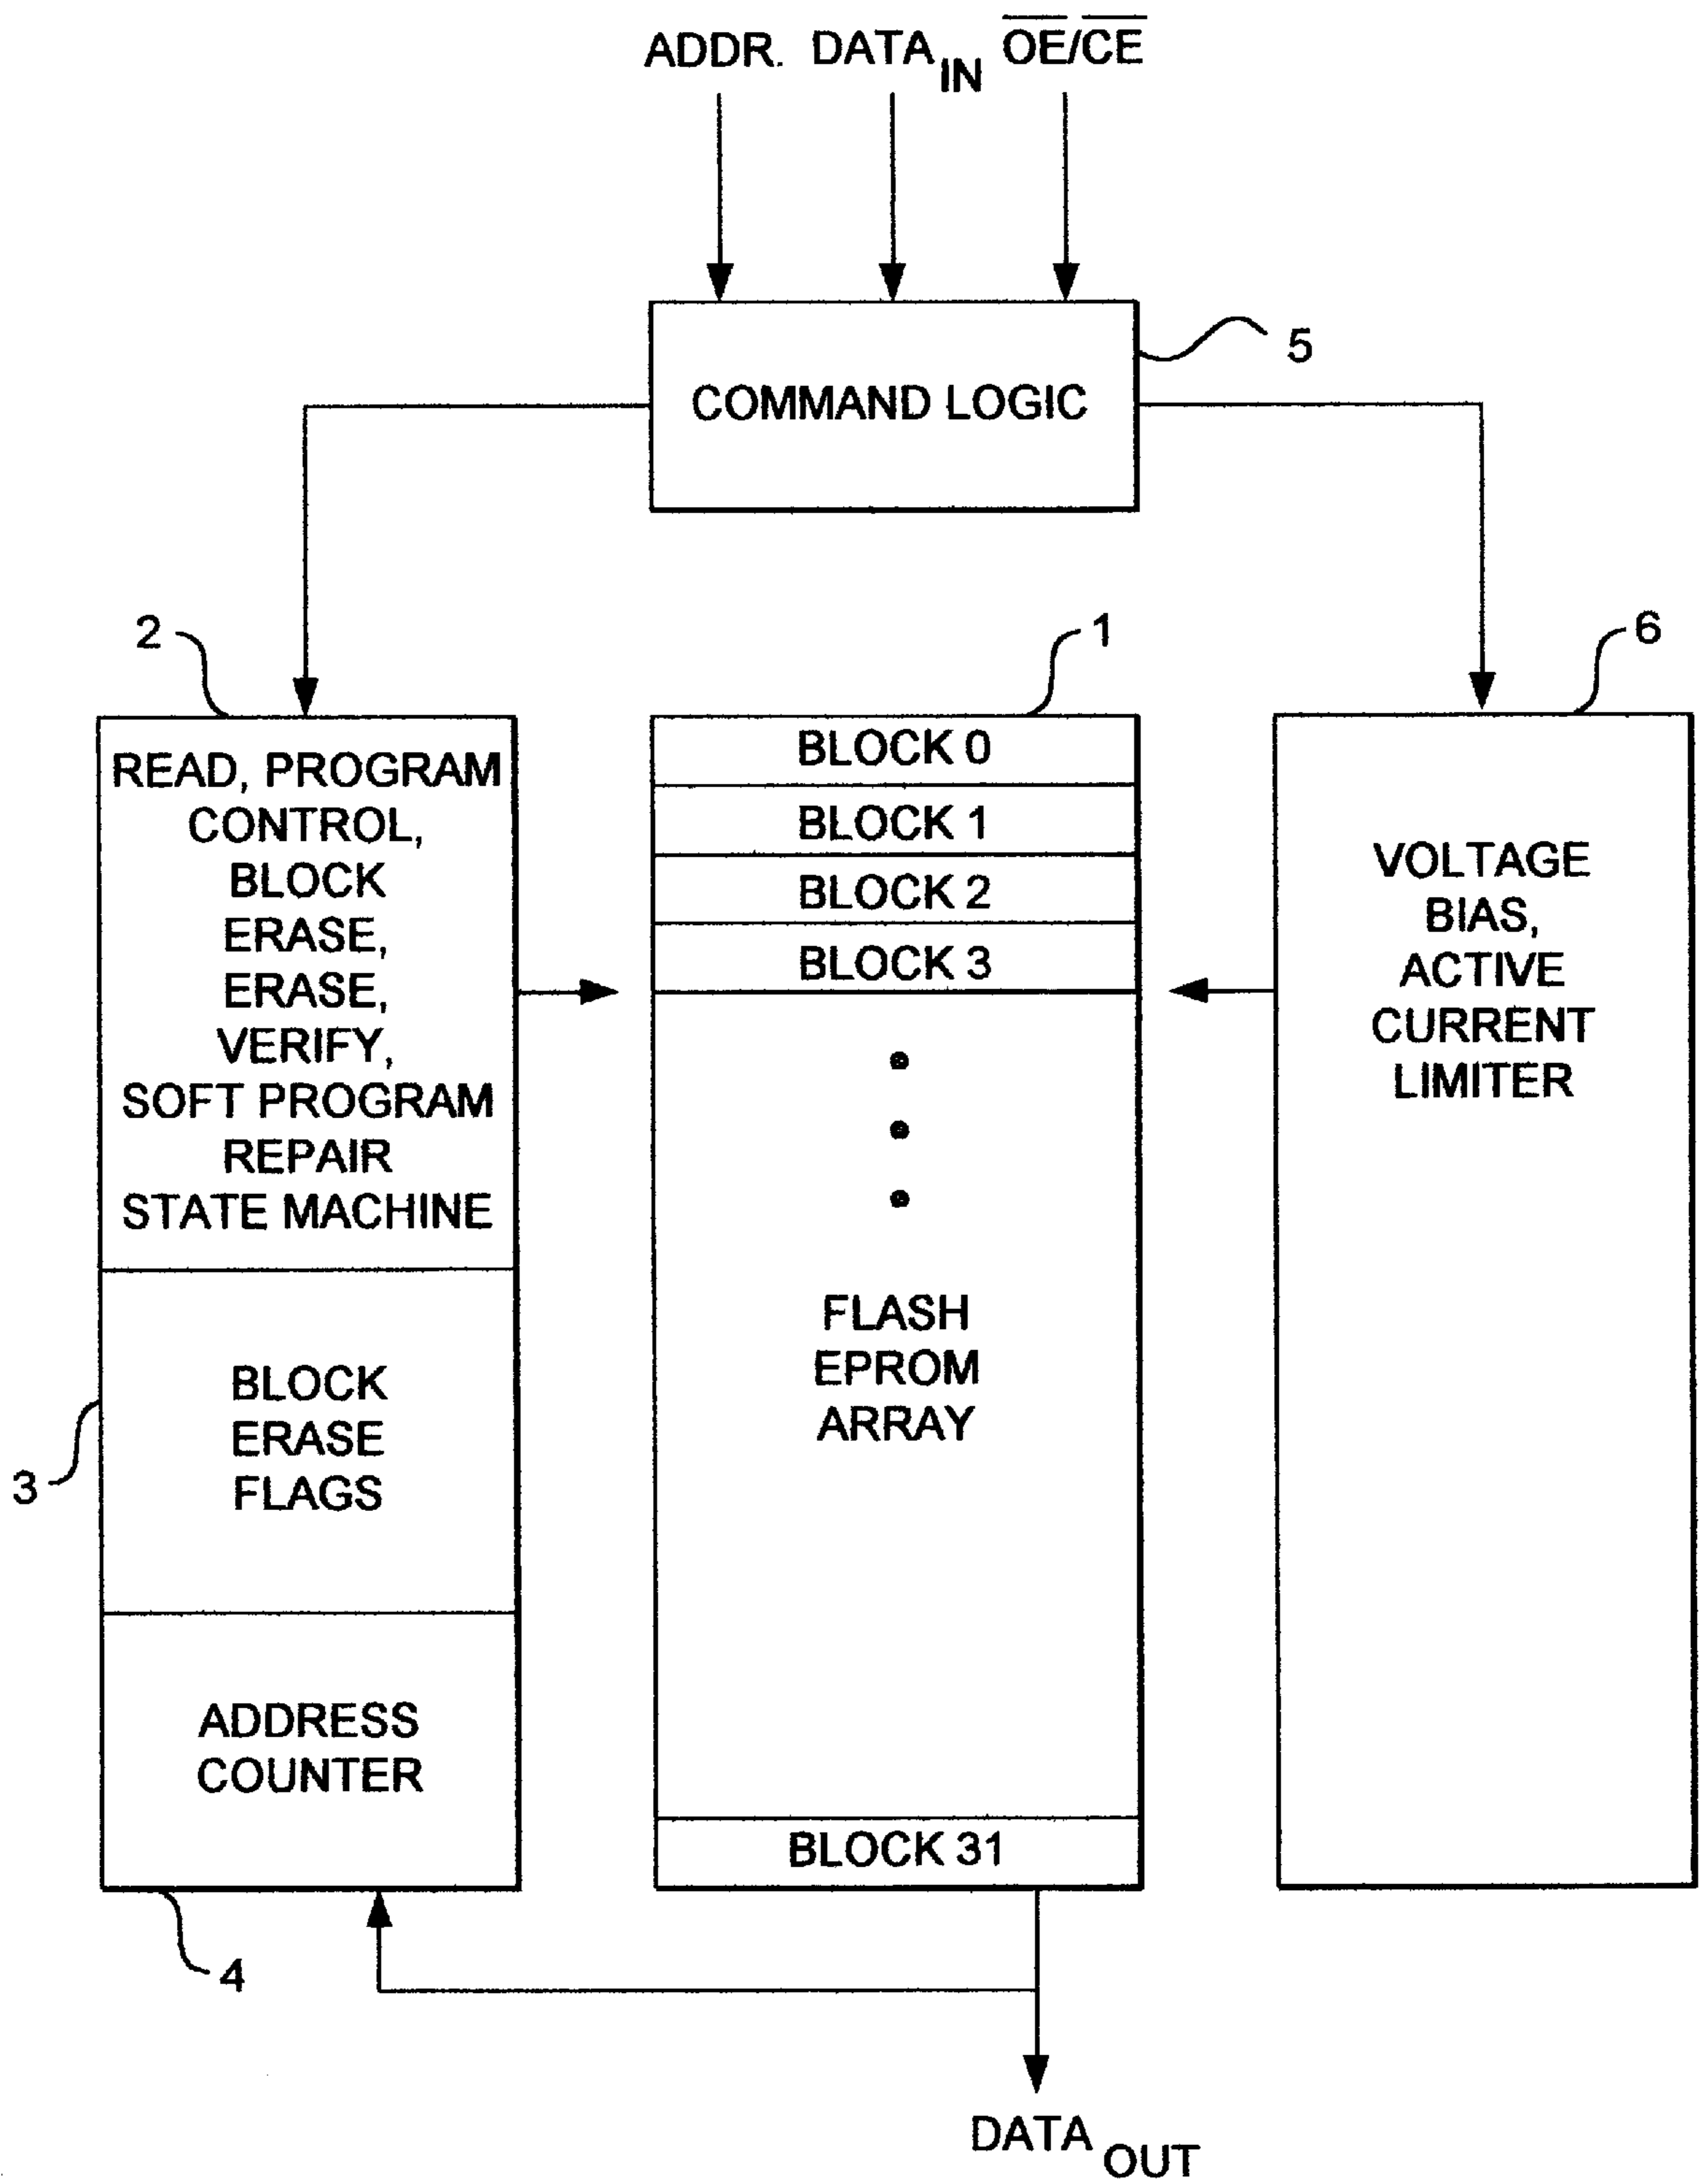 ADDR. DATA IN OE/CE
5
COMMAND LOGIC
2
1
6
READ, PROGRAM
CONTROL,
BLOCK
ERASE,
ERASE,
VERIFY,
SOFT PROGRAM
REPAIR
STATE MACHINE
BLOCK
ERASE
FLAGS
3
ADDRESS
COUNTER
4
BLOCK 0
BLOCK 1
BLOCK 2
BLOCK 3
FLASH
EPROM
ARRAY
BLOCK 31
VOLTAGE
BIAS,
ACTIVE
CURRENT
LIMITER
DATA OUT